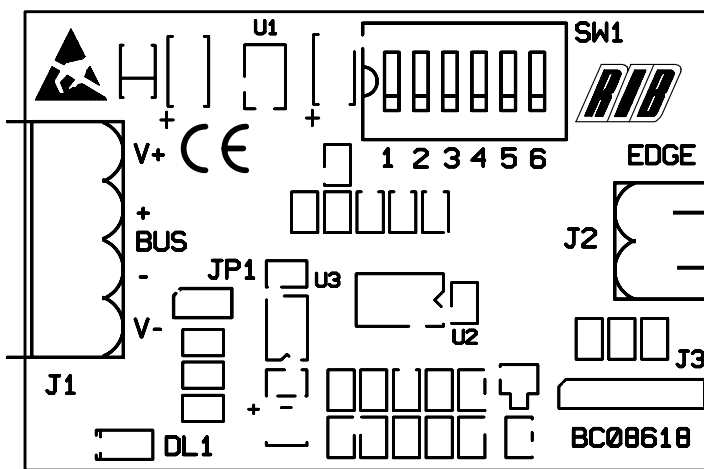 U1
SW1
RIB
+
+
V+
CE
1 2 3 4 5 6
EDGE
+
BUS
J2
-
JP1
U3
V-
U2
J1
J3
+
-
DL1
BC08618